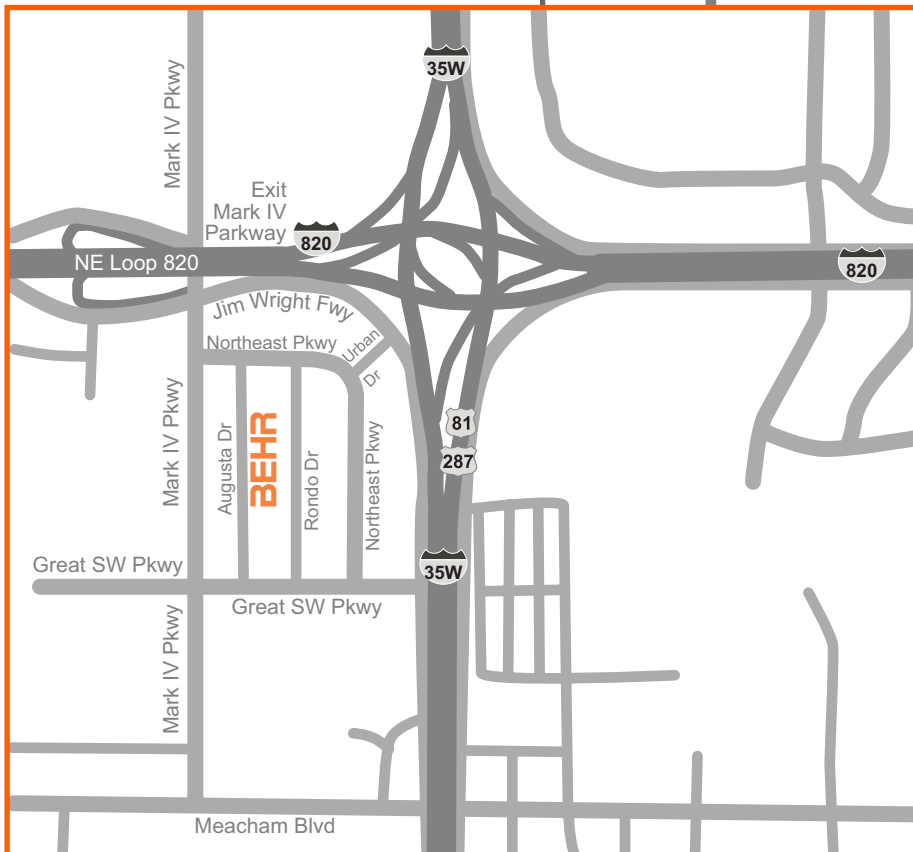 35W
Mark IV Pkwy
Exit
Mark IV
Parkway
820
NE Loop 820
820
Jim Wright Fwy
Northeast Pkwy
Urban
Dr
Mark IV Pkwy
Augusta Dr
BEHR
Rondo Dr
Northeast Pkwy
81
287
Great SW Pkwy
35W
Great SW Pkwy
Mark IV Pkwy
Meacham Blvd